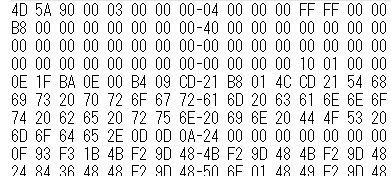 4D 5A 90 00 03 00 00 00-04 00 00 00 FF FF 00 00
B8 00 00 00 00 00 00 00-40 00 00 00 00 00 00 00
00 00 00 00 00 00 00 00-00 00 00 00 00 00 00 00
00 00 00 00 00 00 00 00-00 00 00 00 10 01 00 00
0E 1F BA 0E 00 B4 09 CD-21 B8 01 4C CD 21 54 68
69 73 20 70 72 6F 67 72-61 6D 20 63 61 6E 6E 6F
74 20 62 65 20 72 75 6E-20 69 6E 20 44 4F 53 20
6D 6F 64 65 2E 0D 0D 0A-24 00 00 00 00 00 00 00
0F 93 F3 1B 4B F2 9D 48-4B F2 9D 48 4B F2 9D 48
24 84 36 48 48 F2 9D 48-50 6F 01 48 49 F2 9D 48